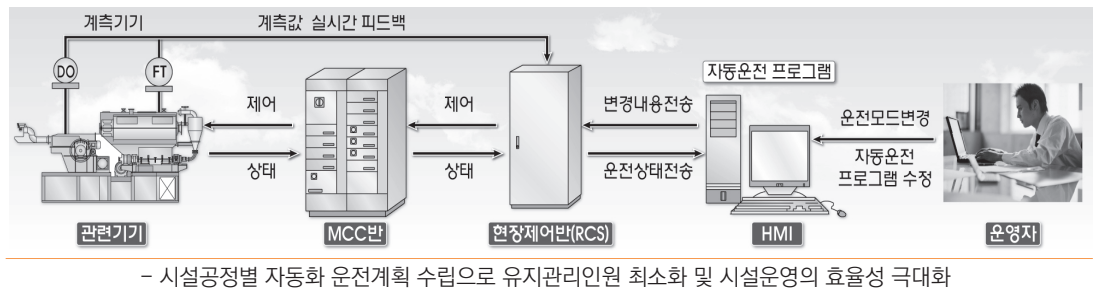 계측기기
계측값 실시간 피드백
DO
FT
자동운전 프로그램
제어
제어
변경내용전송
운전모드변경
상태
상태
운전상태전송
자동운전
프로그램 수정
관련기기
MCC반
현장제어반(RCS)
HMI
운영자
- 시설공정별 자동화 운전계획 수립으로 유지관리인원 최소화 및 시설운영의 효율성 극대화